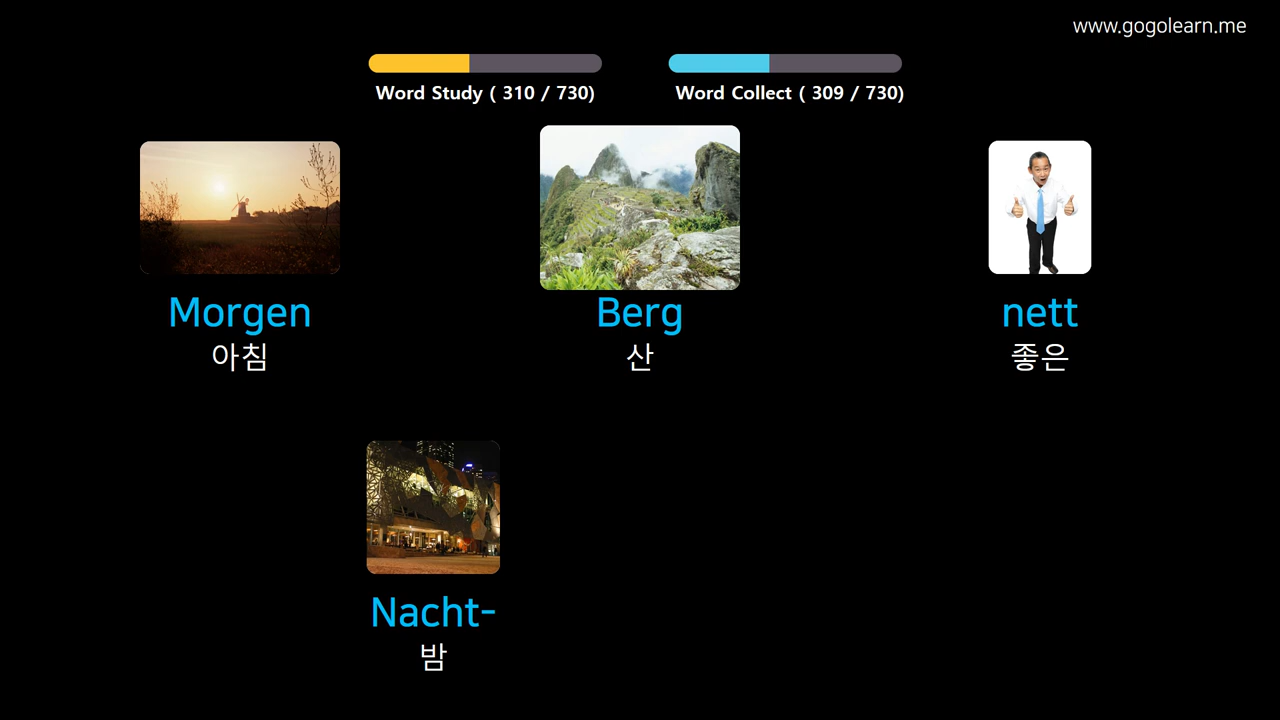 www.gogolearn.me
Word Study ( 310 / 730)
Word Collect ( 309 / 730)
Morgen
아침
Berg
산
nett
좋은
Nacht-
밤